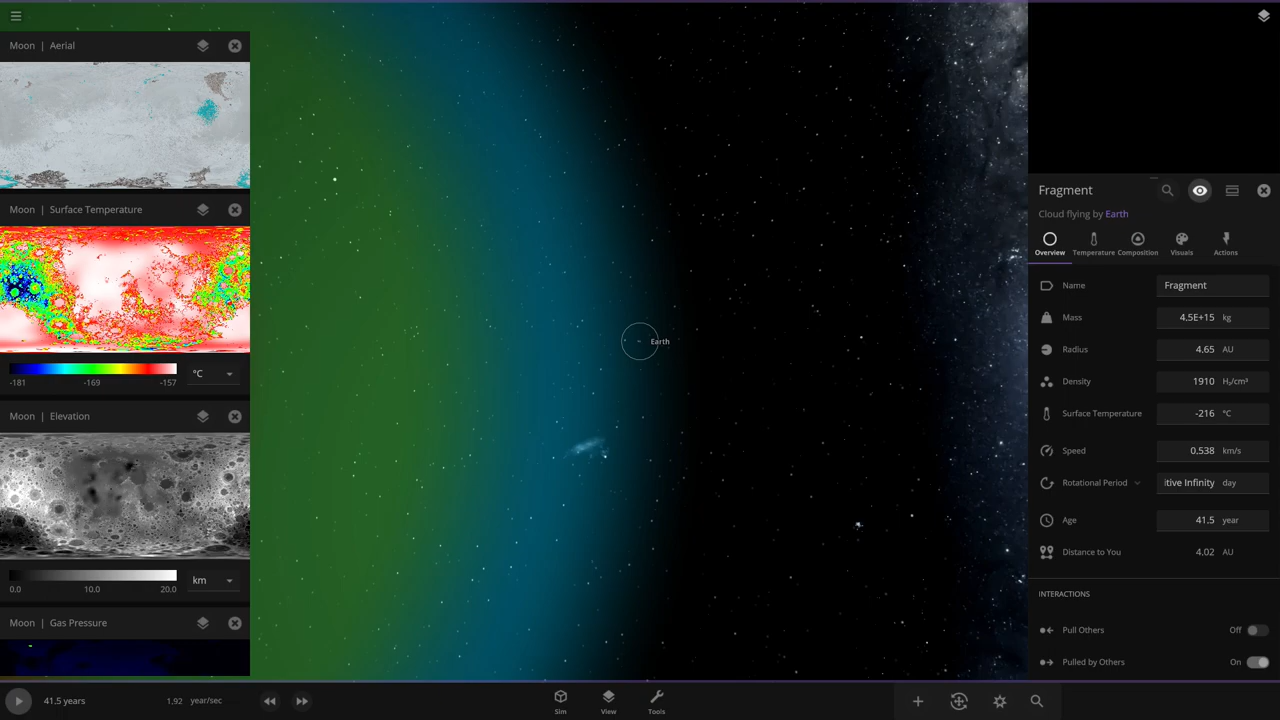 Moon | Aerial
Moon | Surface Temperature
-181
-169
-157
°C
Moon | Elevation
0.0
10.0
20.0
km
Moon | Gas Pressure
Earth
Fragment
Cloud flying by Earth
Overview
Temperature
Composition
Visuals
Actions
Name
Fragment
Mass
4.5E+15 kg
Radius
4.65 AU
Density
1910 H₂/cm³
Surface Temperature
-216 °C
Speed
0.538 km/s
Rotational Period
itive Infinity day
Age
41.5 year
Distance to You
4.02 AU
INTERACTIONS
Pull Others
Off
Pulled by Others
On
41.5 years
1.92 year/sec
Sim
View
Tools